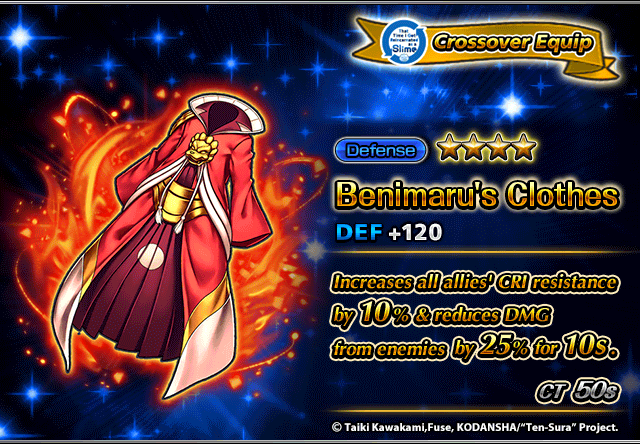 That
Time I Got
Reincarnated
as a
Slime
Crossover Equip
Defense
Benimaru's Clothes
DEF +120
Increases all allies' CRI resistance
by 10% & reduces DMG
from enemies by 25% for 10s.
CT 50s
© Taiki Kawakami,Fuse, KODANSHA/"Ten-Sura" Project.